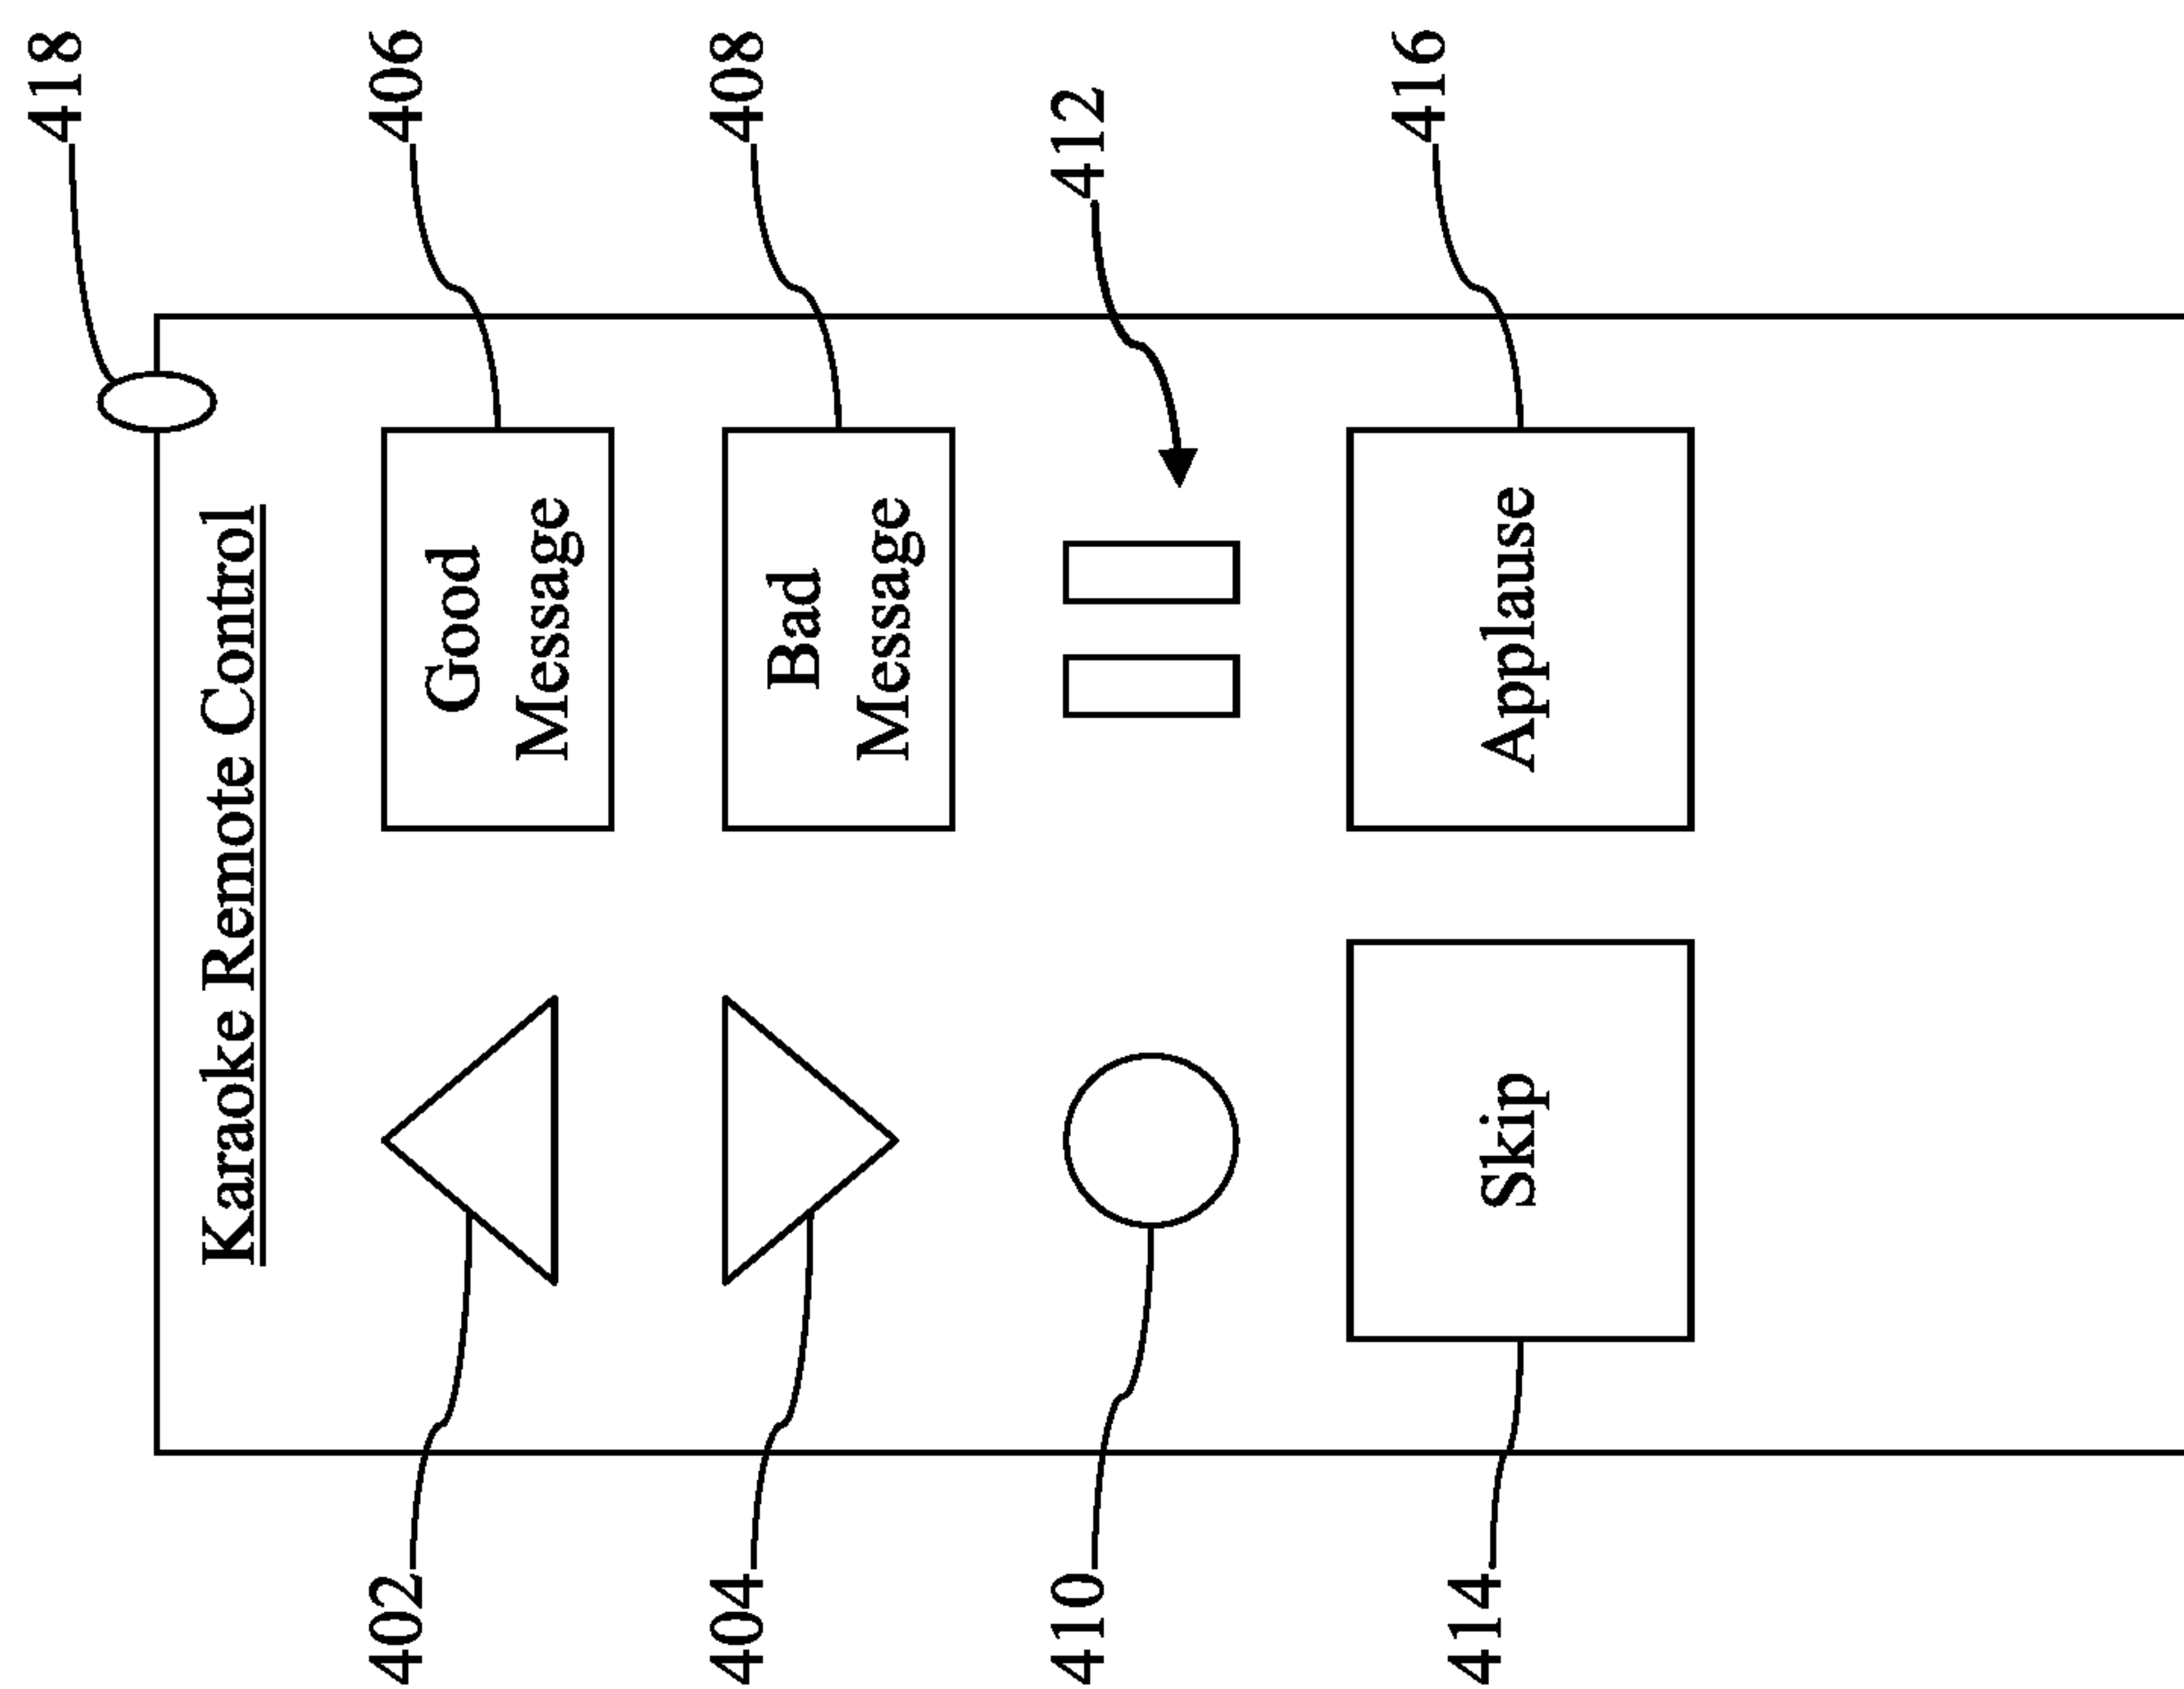 418
Karaoke Remote Control
402
Good
Message
406
404
Bad
Message
408
410
412
Skip
Applause
414
416